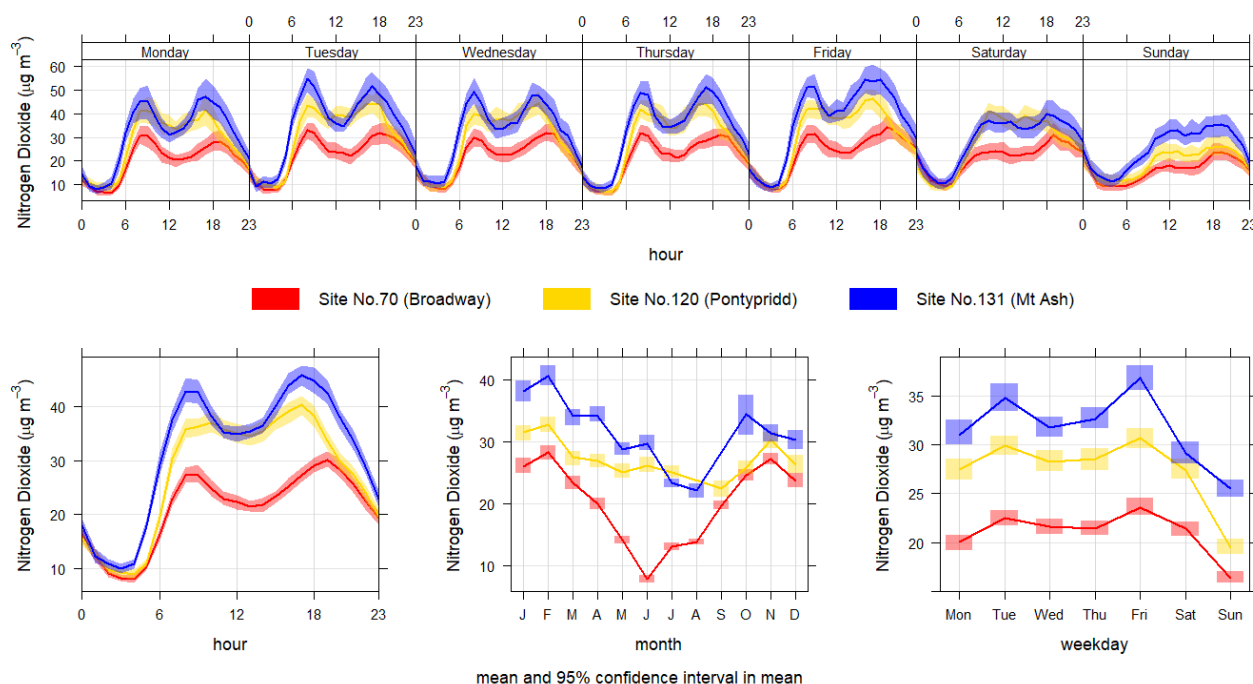 0 6 12 18 23 0 6 12 18 23 0 6 12 18 23
Monday Tuesday Wednesday Thursday Friday Saturday Sunday
Nitrogen Dioxide (μg m⁻³)
60
50
40
30
20
10
0 6 12 18 23 0 6 12 18 23 0 6 12 18 23 0 6 12 18 23
hour
Site No.70 (Broadway) Site No.120 (Pontypridd) Site No.131 (Mt Ash)
Nitrogen Dioxide (μg m⁻³)
40
30
20
10
0 6 12 18 23
hour
Nitrogen Dioxide (μg m⁻³)
40
30
20
10
J F M A M J J A S O N D
month
Nitrogen Dioxide (μg m⁻³)
35
30
25
20
Mon Tue Wed Thu Fri Sat Sun
weekday
mean and 95% confidence interval in mean